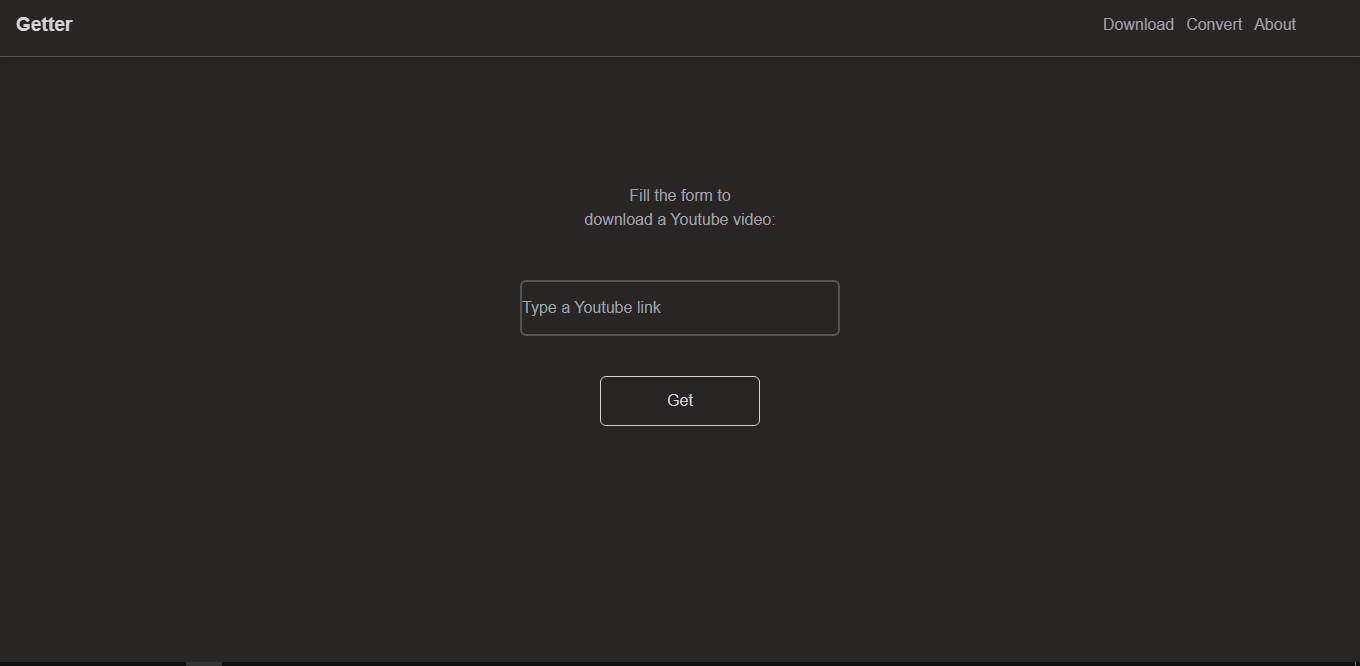 Getter
Download Convert About
Fill the form to
download a Youtube video:
Type a Youtube link
Get